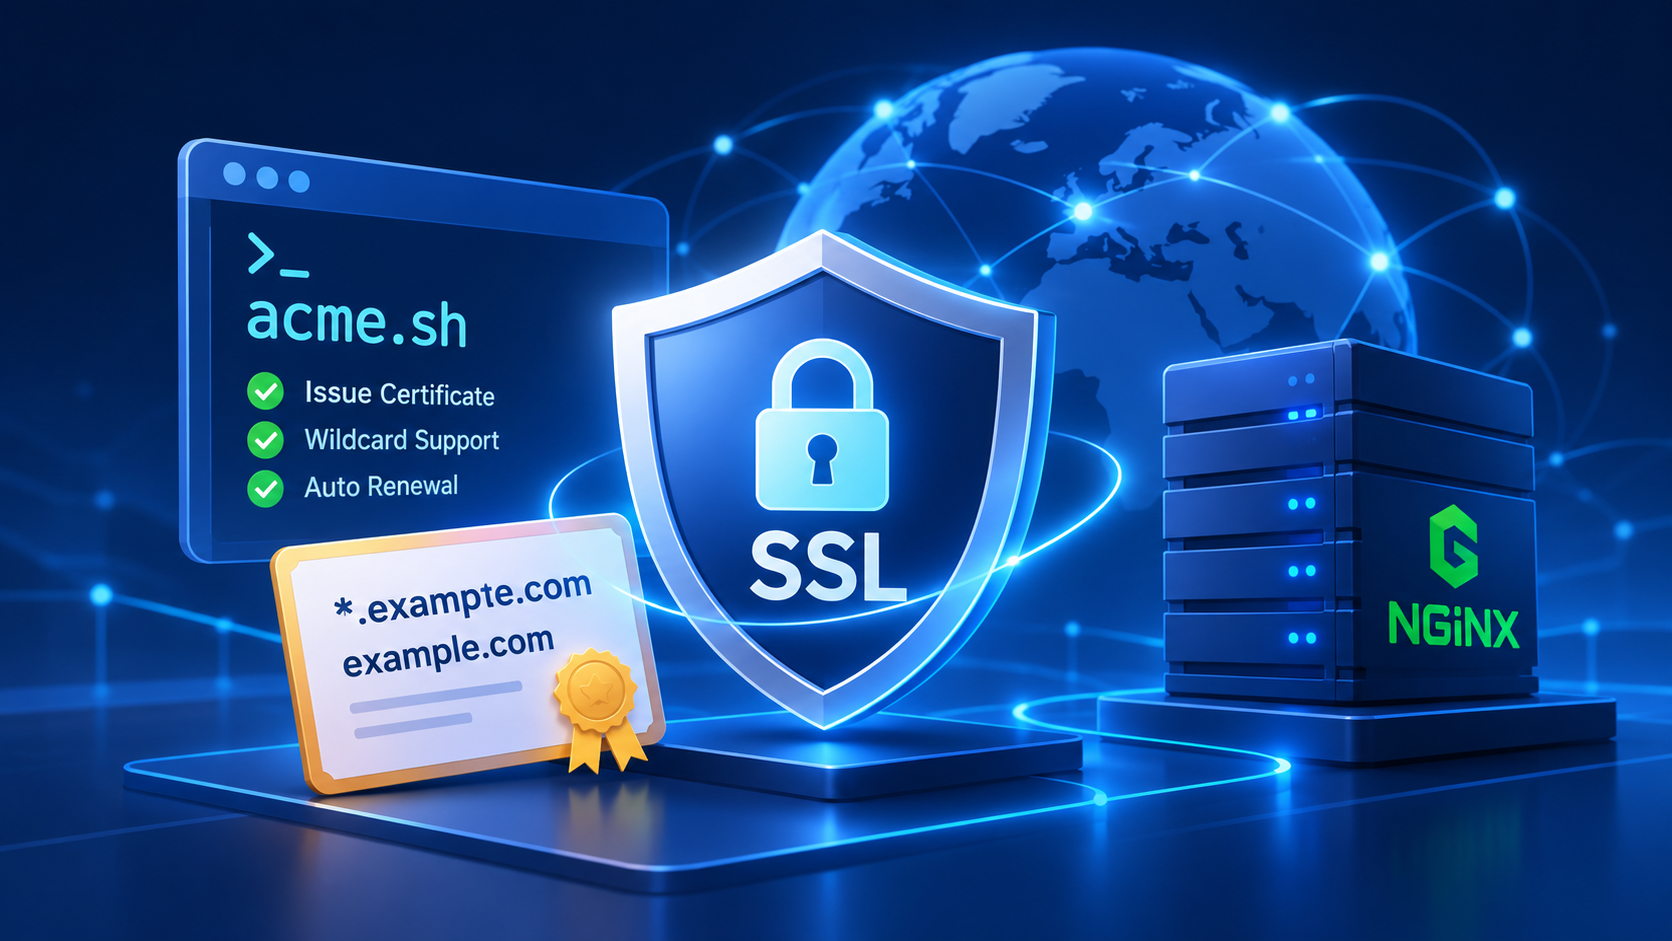 >_
acme.sh
Issue Certificate
Wildcard Support
Auto Renewal
*.exampte.com
example.com
SSL
G
NGiNX